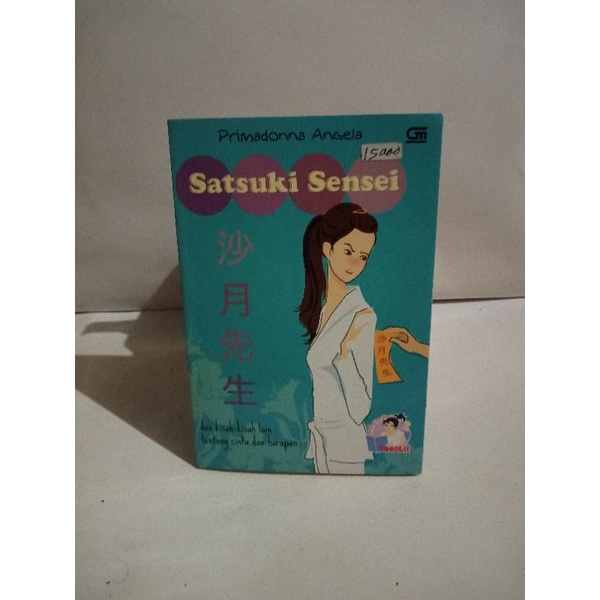 Primadonna Angela
GM
15000
Satsuki Sensei
沙月先生
沙月先生
dan kisah-kisah lain
tentang cinta dan harapan